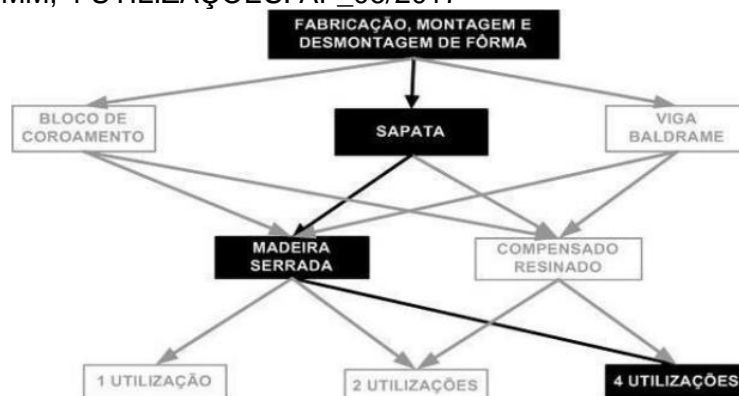 FABRICAÇÃO, MONTAGEM E
DESMONTAGEM DE FÔRMA
BLOCO DE
COROAMENTO
SAPATA
VIGA
BALDRAME
MADEIRA
SERRADA
COMPENSADO
RESINADO
1 UTILIZAÇÃO
2 UTILIZAÇÕES
4 UTILIZAÇÕES